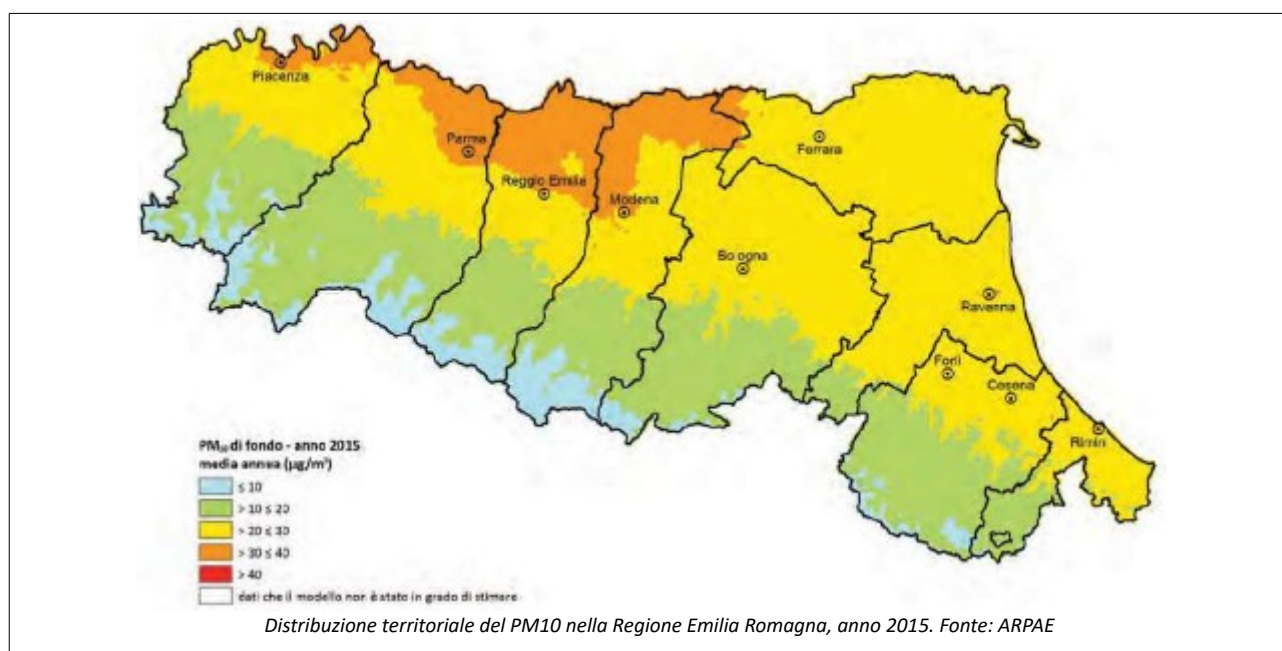 Piacenza
Parma
Reggio Emilia
Modena
Ferrara
Bologna
Ravenna
Forlì
Cesena
Rimin
PM₁₀ di fondo - anno 2015
media annea (µg/m³)
≤ 10
> 10 ≤ 20
> 20 ≤ 30
> 30 ≤ 40
> 40
dati che il modello non è stato in grado di stimare
Distribuzione territoriale del PM10 nella Regione Emilia Romagna, anno 2015. Fonte: ARPAE